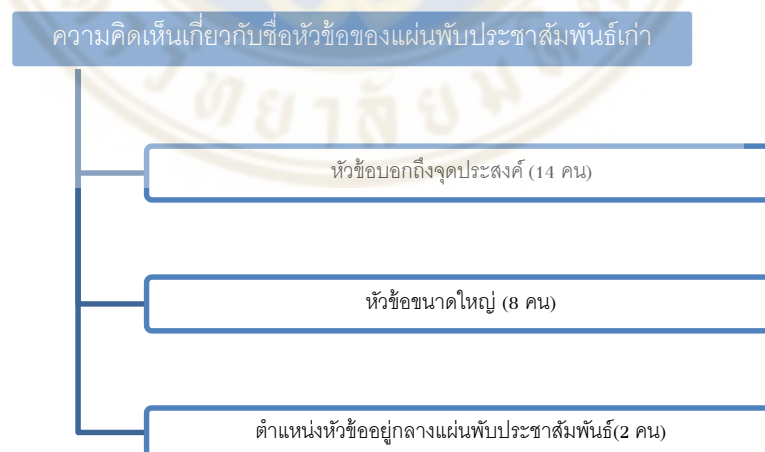 ความคิดเห็นเกี่ยวกับชื่อหัวข้อของแผ่นพับประชาสัมพันธ์เก่า
หัวข้อบอกถึงจุดประสงค์ (14 คน)
หัวข้อขนาดใหญ่ (8 คน)
ตำแหน่งหัวข้ออยู่กลางแผ่นพับประชาสัมพันธ์(2 คน)